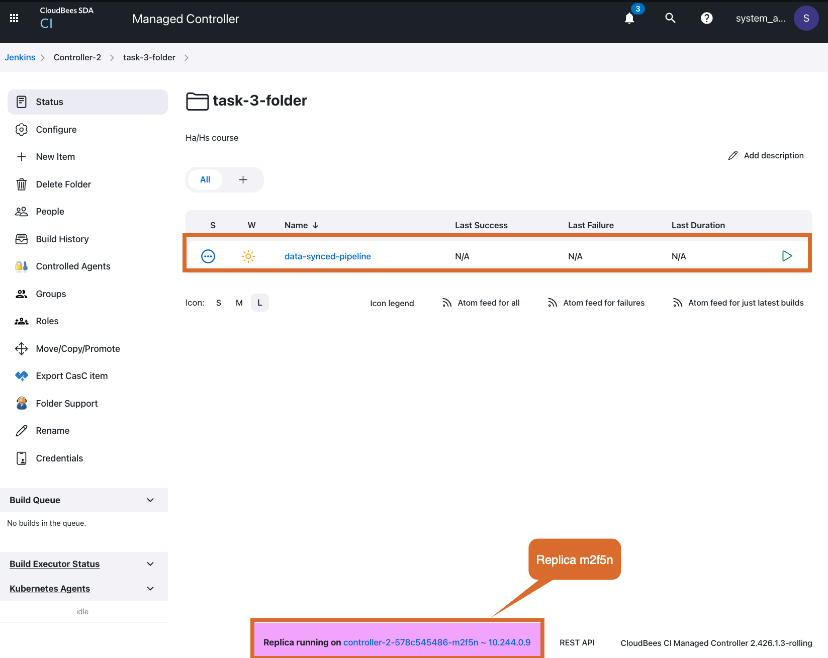 CloudBees SDA
CI
Managed Controller
3
system_a...
S
Jenkins > Controller-2 > task-3-folder >
Status
Configure
New Item
Delete Folder
People
Build History
Controlled Agents
Groups
Roles
Move/Copy/Promote
Export CasC item
Folder Support
Rename
Credentials
Build Queue
No builds in the queue.
Build Executor Status
Kubernetes Agents
idle
task-3-folder
Ha/Hs course
Add description
All +
S W Name ↓ Last Success Last Failure Last Duration
data-synced-pipeline N/A N/A N/A
Icon: S M L Icon legend Atom feed for all Atom feed for failures Atom feed for just latest builds
Replica m2f5n
Replica running on controller-2-578c545486-m2f5n ~ 10.244.0.9 REST API CloudBees CI Managed Controller 2.426.1.3-rolling